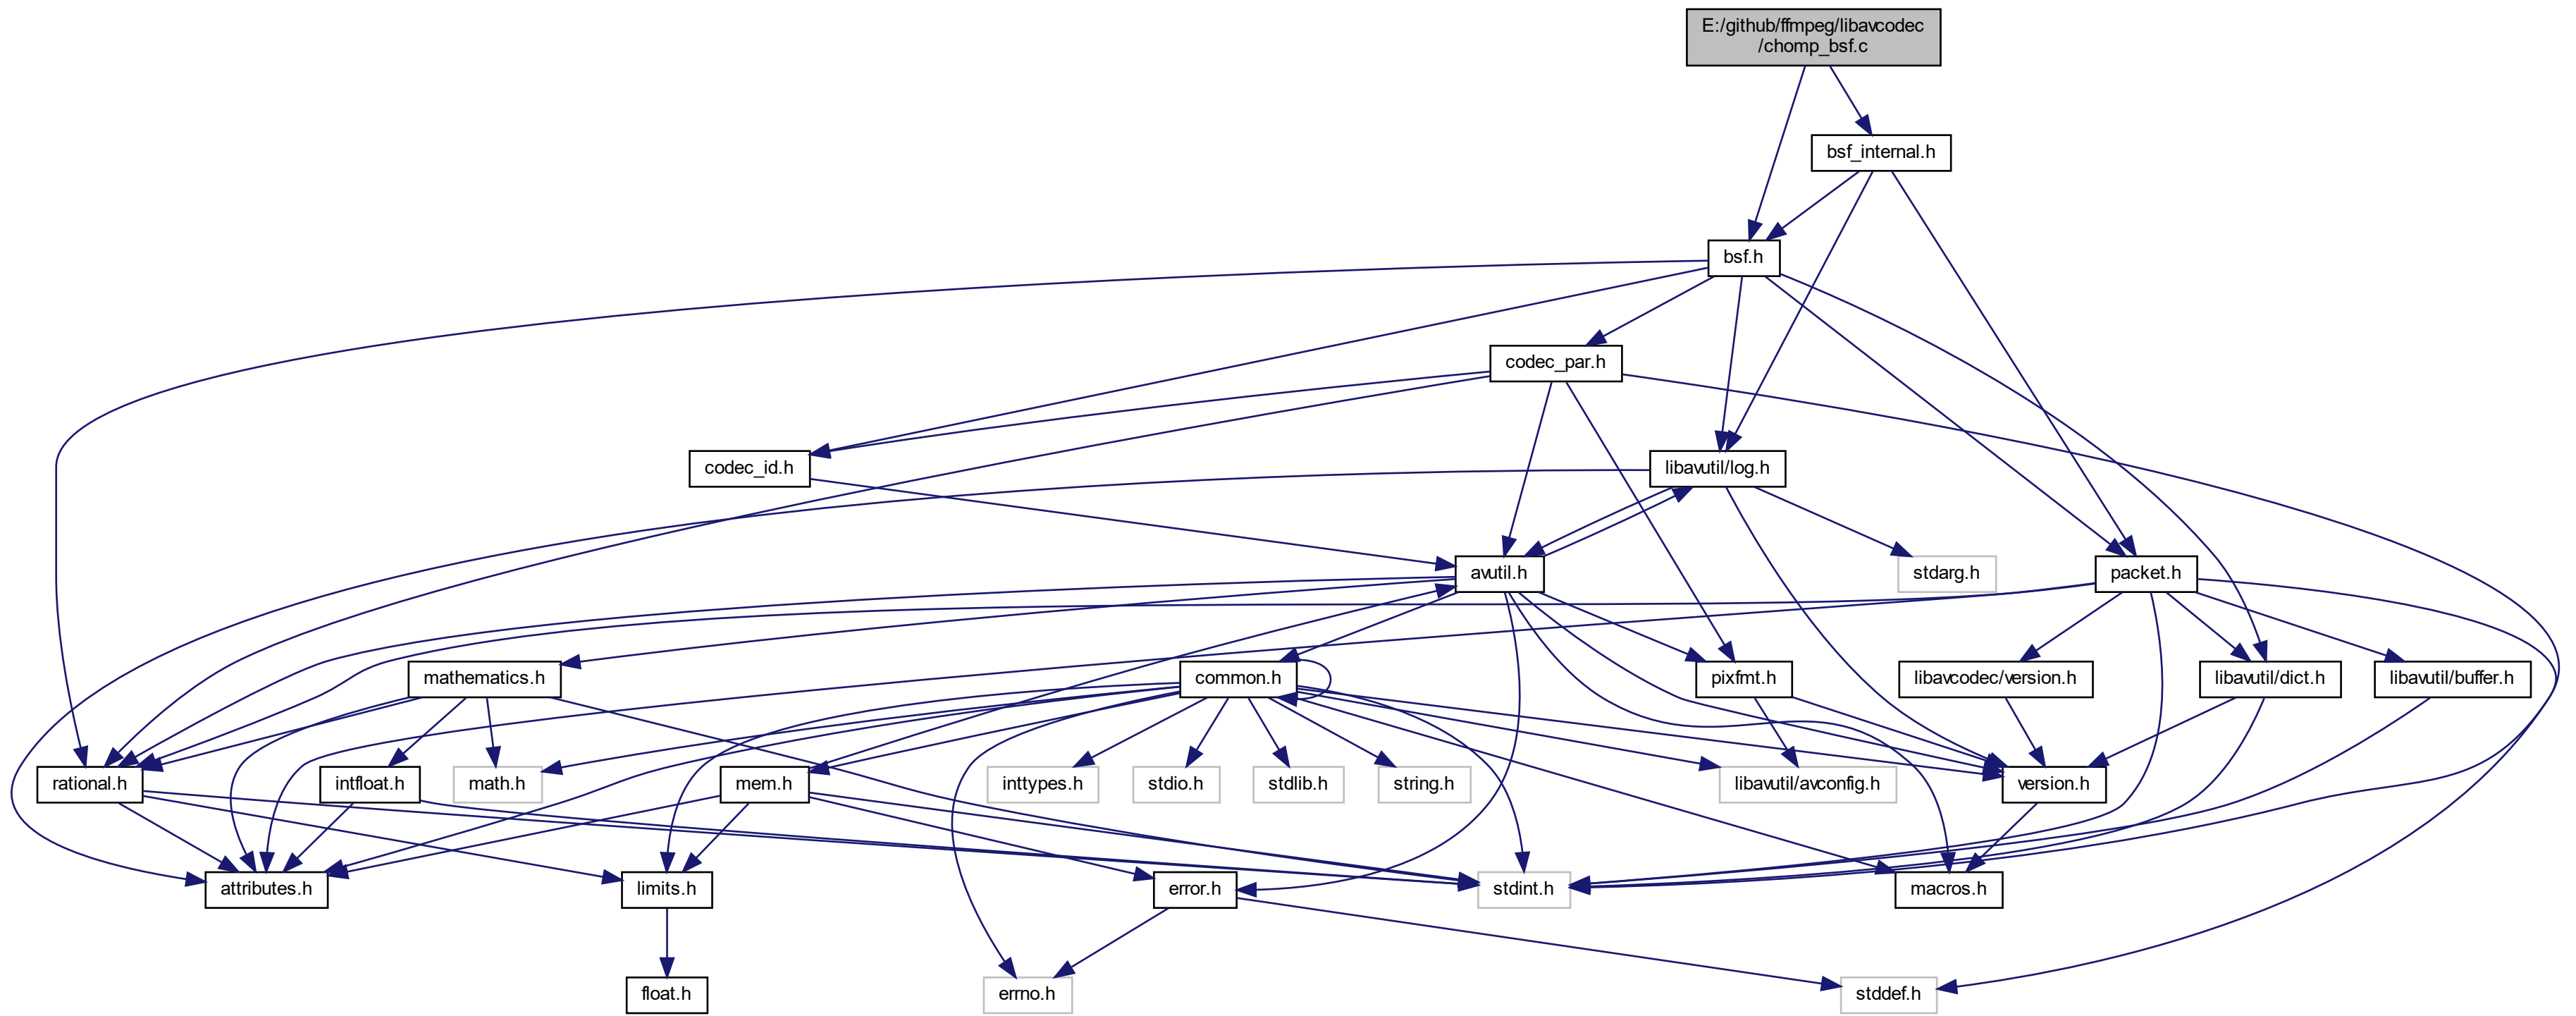 E:/github/ffmpeg/libavcodec
/chomp_bsf.c
bsf_internal.h
bsf.h
codec_par.h
codec_id.h
libavutil/log.h
avutil.h
stdarg.h
packet.h
mathematics.h
common.h
pixfmt.h
libavcodec/version.h
libavutil/dict.h
libavutil/buffer.h
rational.h
intfloat.h
math.h
mem.h
inttypes.h
stdio.h
stdlib.h
string.h
libavutil/avconfig.h
version.h
attributes.h
limits.h
error.h
stdint.h
macros.h
float.h
errno.h
stddef.h